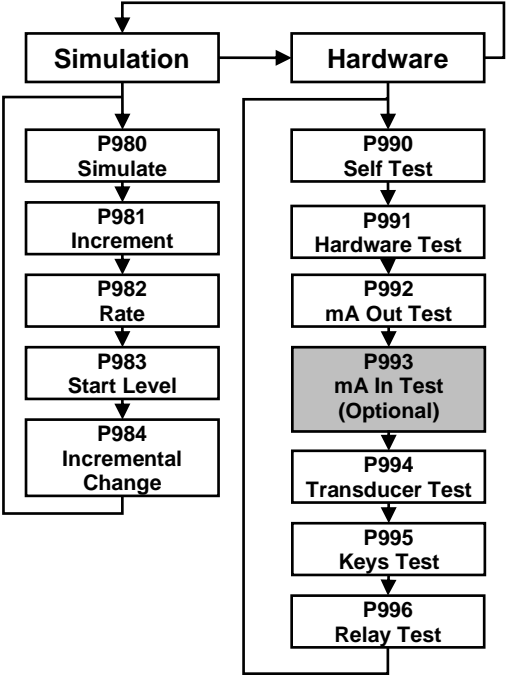 Simulation
Hardware
P980
Simulate
P981
Increment
P982
Rate
P983
Start Level
P984
Incremental
Change
P990
Self Test
P991
Hardware Test
P992
mA Out Test
P993
mA In Test
(Optional)
P994
Transducer Test
P995
Keys Test
P996
Relay Test